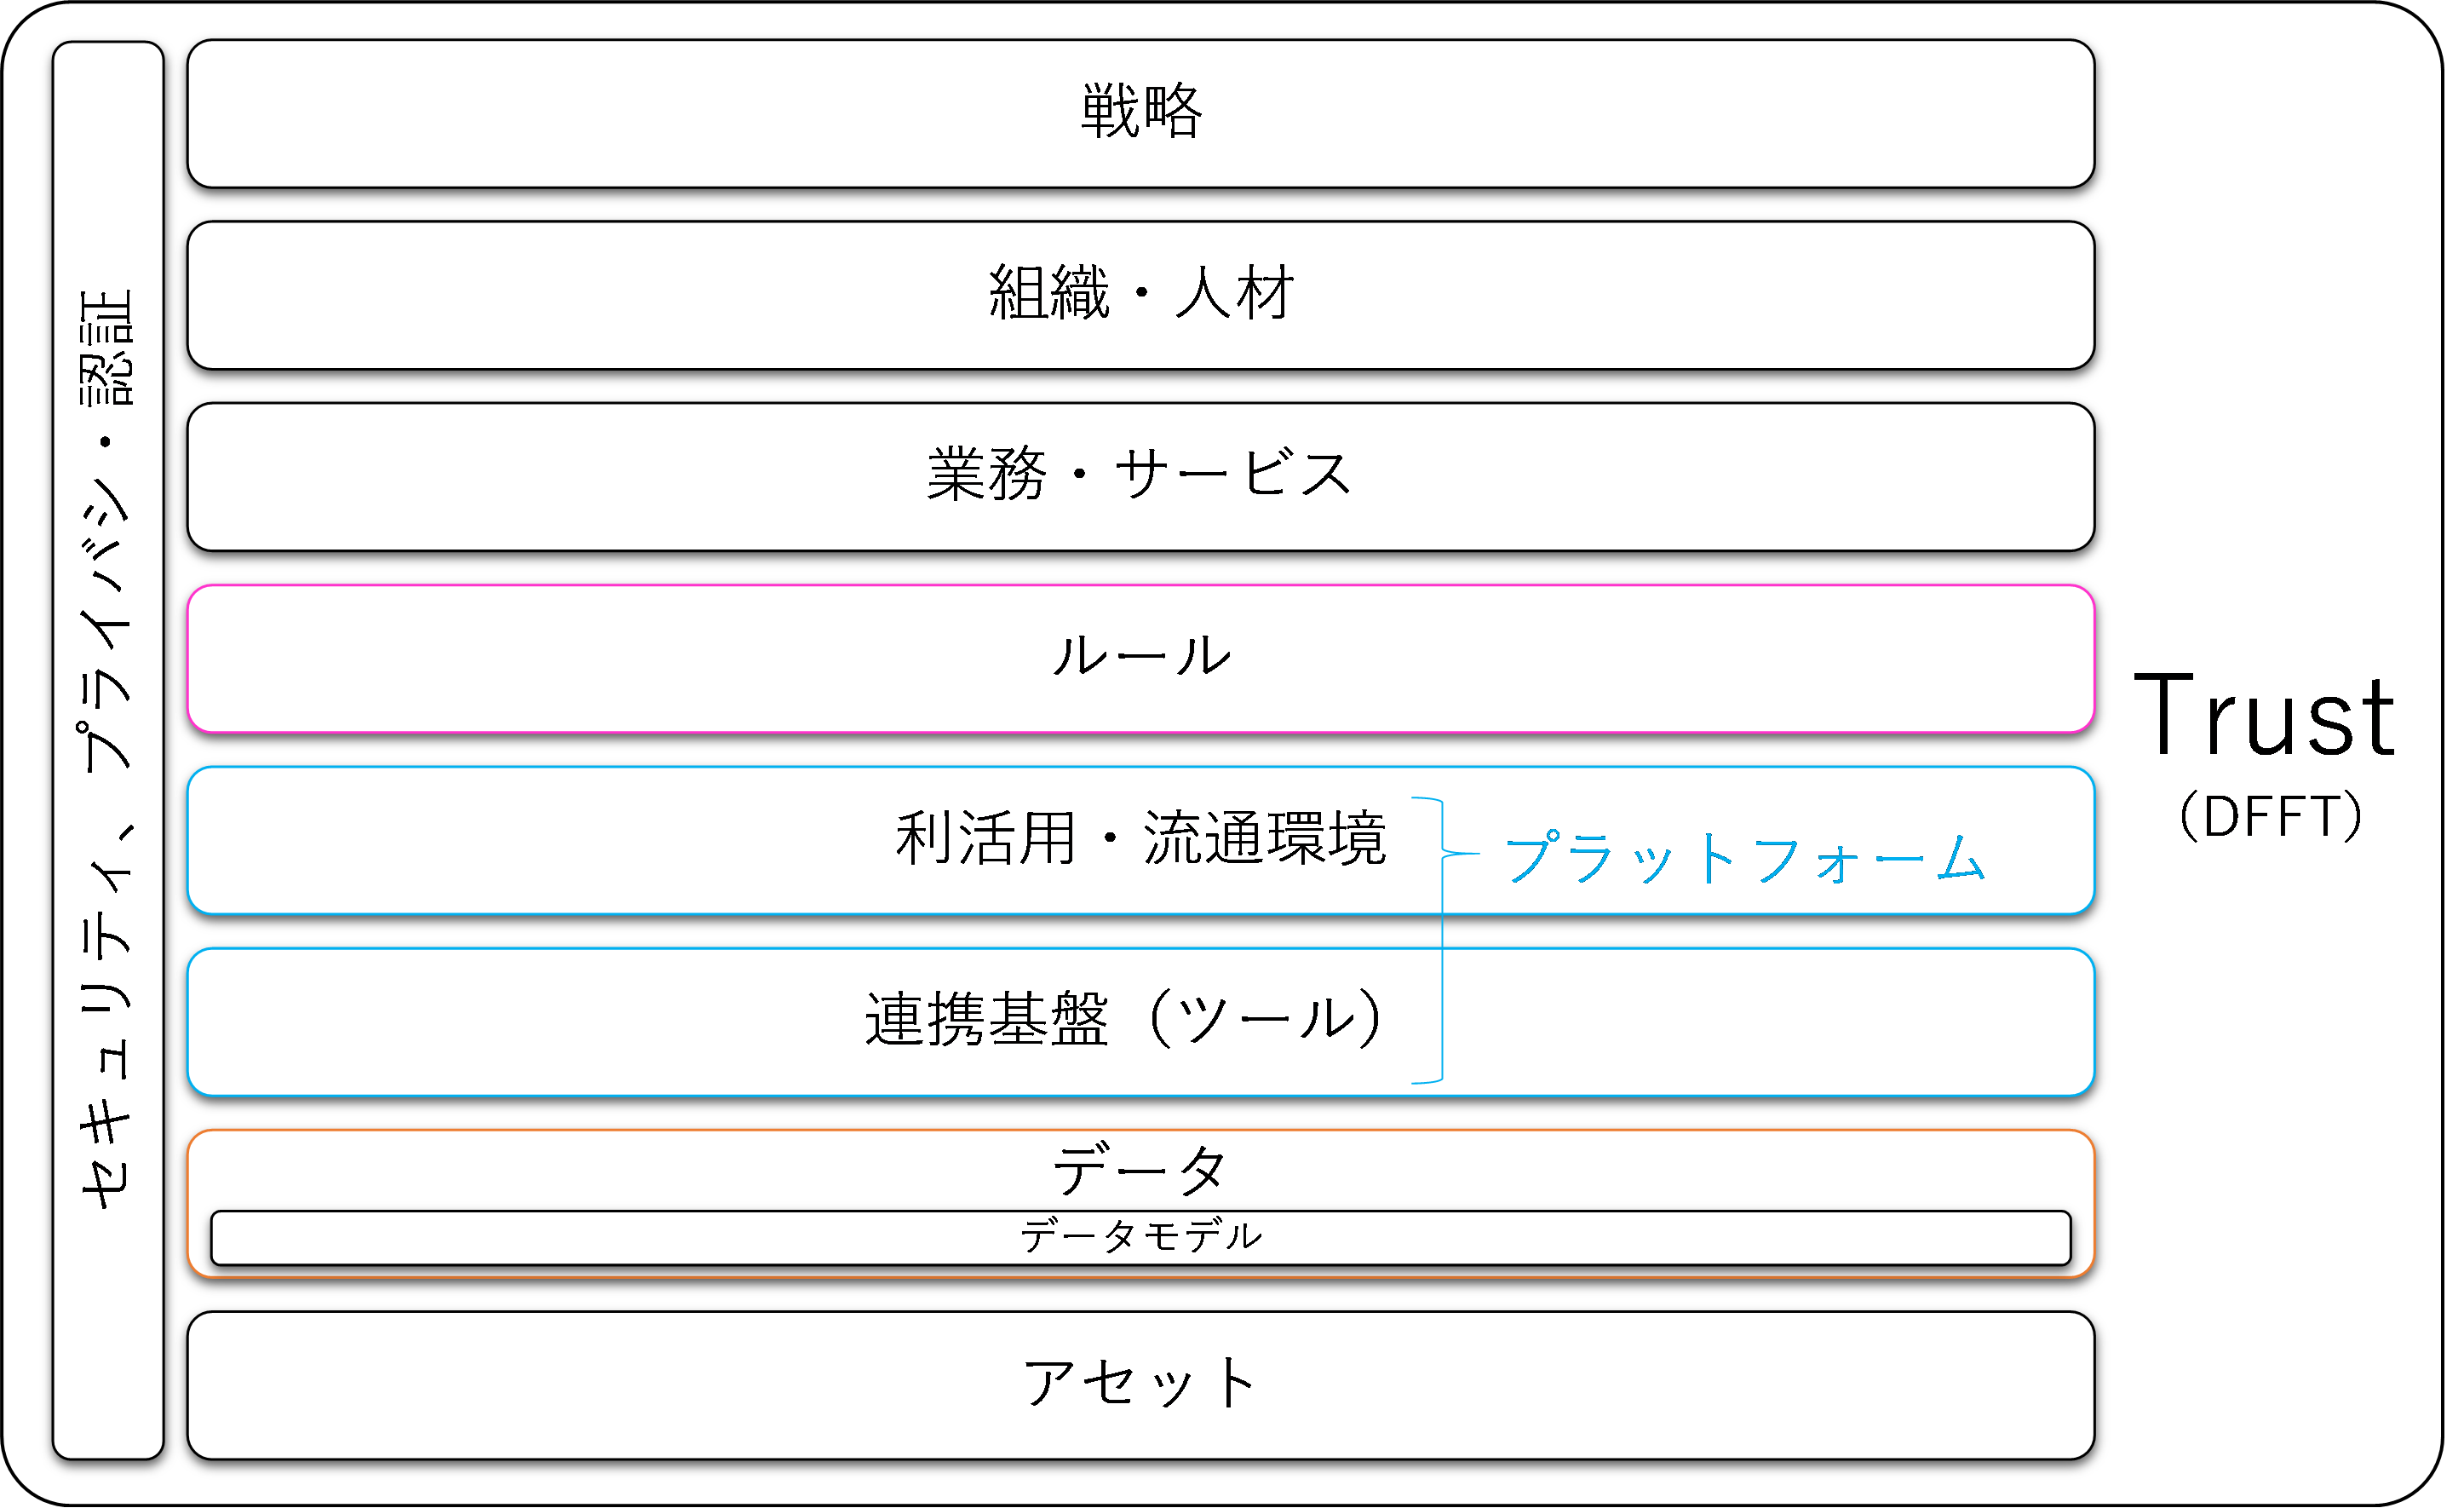 セキュリティ、プライバシ・認証
戦略
組織・人材
業務・サービス
ルール
利活用・流通環境
プラットフォーム
連携基盤（ツール）
データ
データモデル
アセット
Trust
（DFFT）